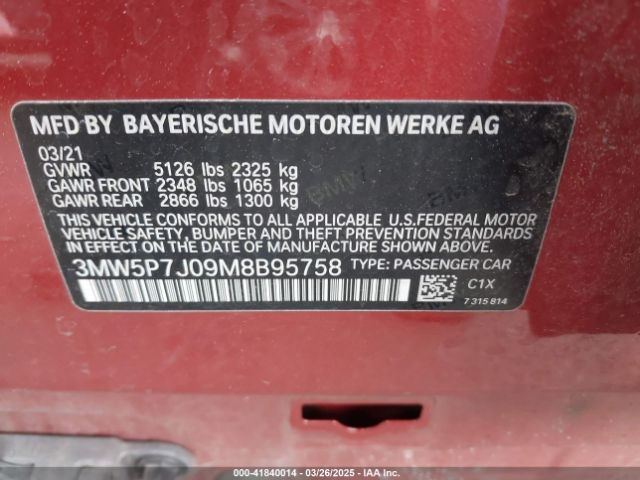 MFD BY BAYERISCHE MOTOREN WERKE AG
03/21
GVWR 5126 lbs 2325 kg
GAWR FRONT 2348 lbs 1065 kg
GAWR REAR 2866 lbs 1300 kg
THIS VEHICLE CONFORMS TO ALL APPLICABLE U.S.FEDERAL MOTOR
VEHICLE SAFETY, BUMPER AND THEFT PREVENTION STANDARDS
IN EFFECT ON THE DATE OF MANUFACTURE SHOWN ABOVE.
3MW5P7J09M8B95758 TYPE: PASSENGER CAR
C1X
7 315 814
000-41840014 | 03/26/2025 | IAA Inc.